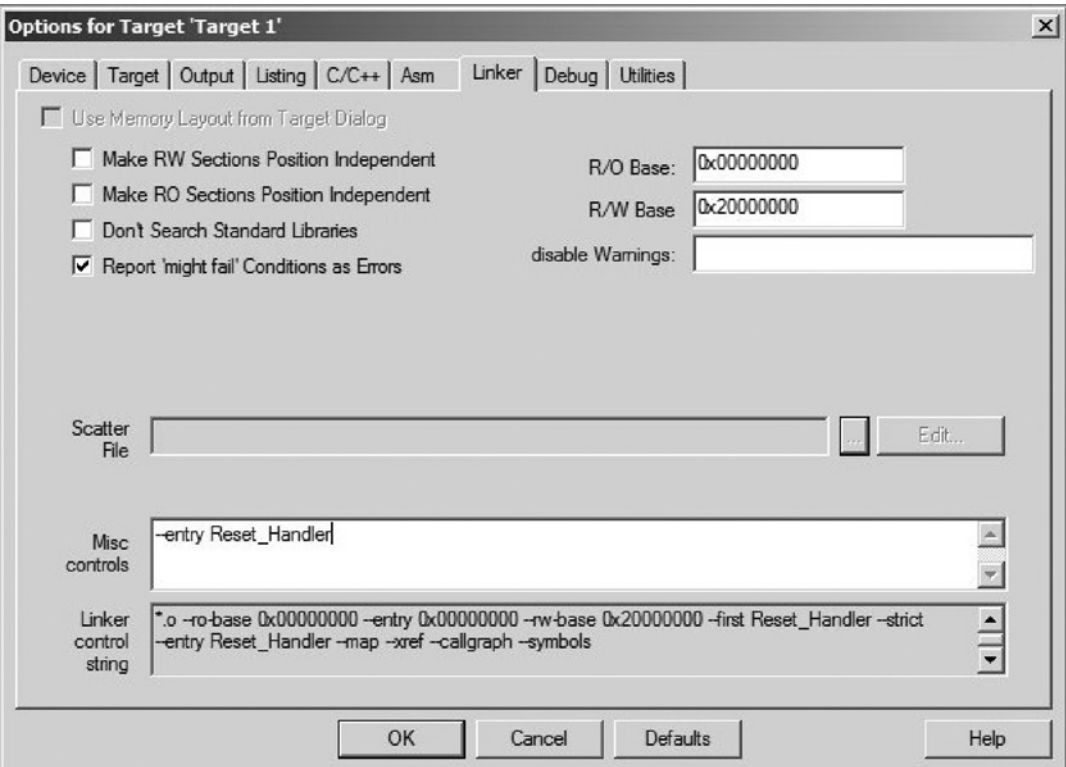 Options for Target 'Target 1'
Device Target Output Listing C/C++ Asm Linker Debug Utilities
Use Memory Layout from Target Dialog
Make RW Sections Position Independent
Make RO Sections Position Independent
Don't Search Standard Libraries
Report 'might fail' Conditions as Errors
R/O Base: 0x00000000
R/W Base 0x20000000
disable Warnings:
Scatter
File
... Edit...
Misc
controls
--entry Reset_Handler
Linker
control
string
*.o --ro-base 0x00000000 --entry 0x00000000 --rw-base 0x20000000 --first Reset_Handler --strict
--entry Reset_Handler --map --xref --callgraph --symbols
OK Cancel Defaults Help